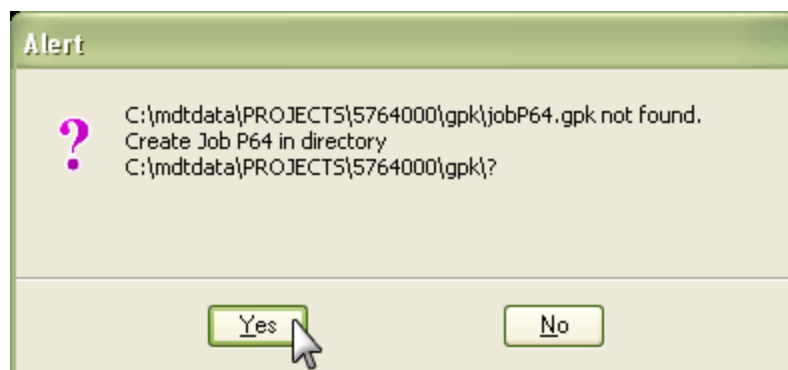 Alert
?
C:\mdtdata\PROJECTS\5764000\gpk\jobP64.gpk not found.
Create Job P64 in directory
C:\mdtdata\PROJECTS\5764000\gpk\?
Yes
No